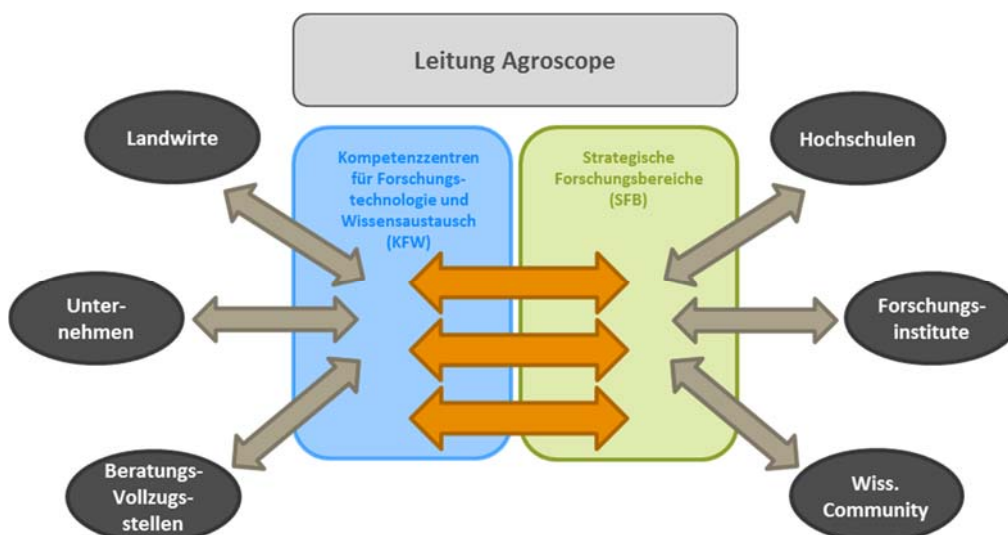 Leitung Agroscope
Landwirte
Kompetenzzentren
für Forschungs-
technologie und
Wissensaustausch
(KFW)
Strategische
Forschungsbereiche
(SFB)
Hochschulen
Unter-
nehmen
Forschungs-
institute
Beratungs-
Vollzugs-
stellen
Wiss.
Community